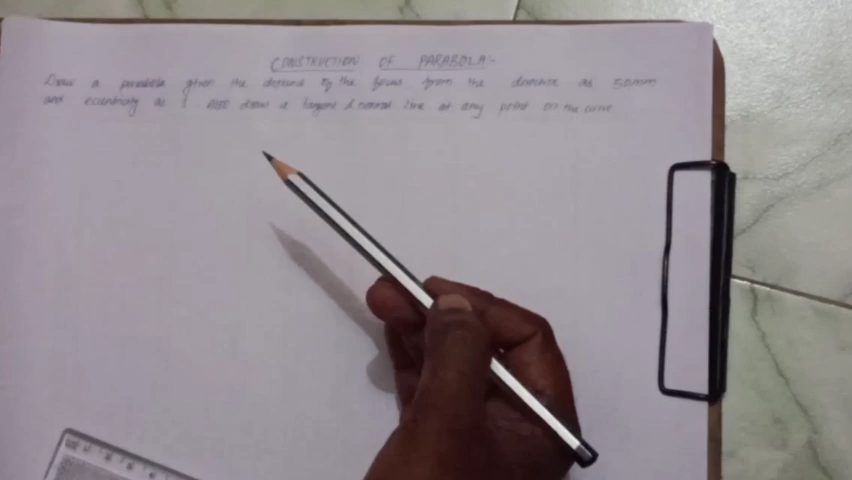 CONSTRUCTION OF PARABOLA:-
Draw a parabola given the distance of the focus from the directrix as 50mm
and eccentricity as 1. Also draw a tangent & normal line at any point on the curve